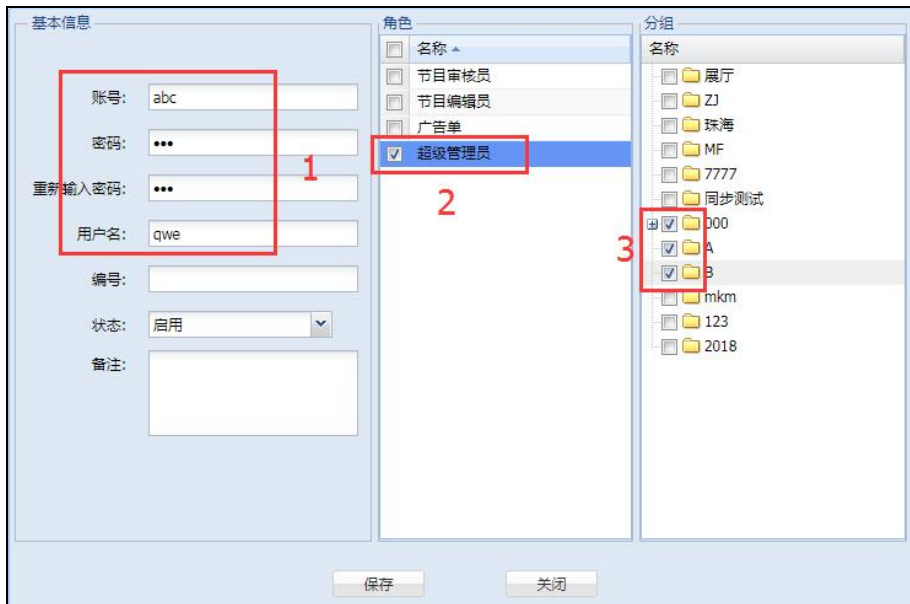 基本信息
账号: abc
密码: •••
重新输入密码: •••
用户名: qwe
编号:
状态: 启用
备注:
1
角色
名称
节目审核员
节目编辑员
广告单
超级管理员
2
分组
名称
展厅
ZJ
珠海
MF
7777
同步测试
000
A
B
mkm
123
2018
3
保存
关闭